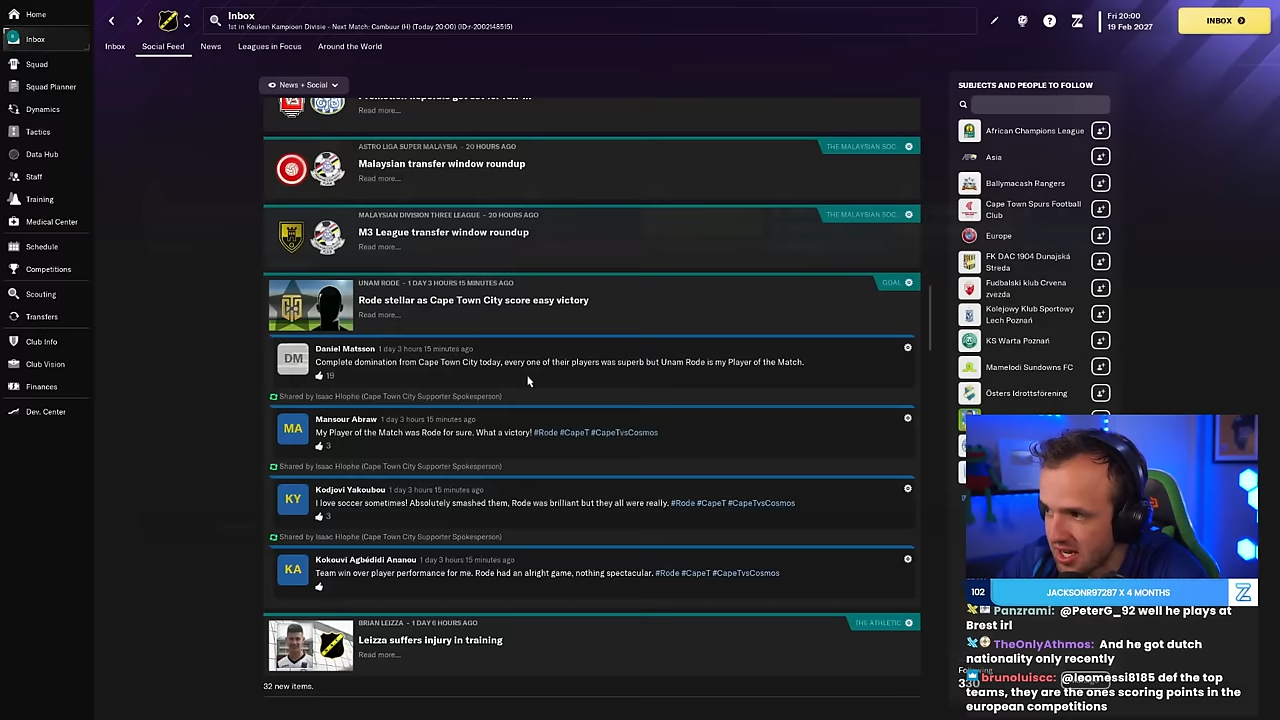 Home
Inbox
Squad
Squad Planner
Dynamics
Tactics
Data Hub
Staff
Training
Medical Center
Schedule
Competitions
Scouting
Transfers
Club Info
Club Vision
Finances
Dev. Center
Inbox
1st in Keuken Kampioen Divisie - Next Match: Cambuur (H) (Today 20:00) (ID:r-2002148515)
Fri 20:00
19 Feb 2027
INBOX
Inbox
Social Feed
News
Leagues in Focus
Around the World
News + Social
Read more...
ASTRO LIGA SUPER MALAYSIA - 20 HOURS AGO
THE MALAYSIAN SOC...
Malaysian transfer window roundup
Read more...
MALAYSIAN DIVISION THREE LEAGUE - 20 HOURS AGO
THE MALAYSIAN SOC...
M3 League transfer window roundup
Read more...
UNAM RODE - 1 DAY 3 HOURS 15 MINUTES AGO
GOAL
Rode stellar as Cape Town City score easy victory
Read more...
DM
Daniel Matsson 1 day 3 hours 15 minutes ago
Complete domination from Cape Town City today, every one of their players was superb but Unam Rode is my Player of the Match.
19
Shared by Isaac Hlophe (Cape Town City Supporter Spokesperson)
MA
Mansour Abraw 1 day 3 hours 15 minutes ago
My Player of the Match was Rode for sure. What a victory! #Rode #CapeT #CapeTvsCosmos
3
Shared by Isaac Hlophe (Cape Town City Supporter Spokesperson)
KY
Kodjovi Yakoubou 1 day 3 hours 15 minutes ago
I love soccer sometimes! Absolutely smashed them, Rode was brilliant but they all were really. #Rode #CapeT #CapeTvsCosmos
3
Shared by Isaac Hlophe (Cape Town City Supporter Spokesperson)
KA
Kokouvi Agbédidi Ananou 1 day 3 hours 15 minutes ago
Team win over player performance for me. Rode had an alright game, nothing spectacular. #Rode #CapeT #CapeTvsCosmos
BRIAN LEIZZA - 1 DAY 6 HOURS AGO
THE ATHLETIC
Leizza suffers injury in training
Read more...
32 new items.
SUBJECTS AND PEOPLE TO FOLLOW
African Champions League
Asia
Ballymacash Rangers
Cape Town Spurs Football
Club
Europe
FK DAC 1904 Dunajská
Streda
Fudbalski klub Crvena
zvezda
Kolejowy Klub Sportowy
Lech Poznań
KS Warta Poznań
Mamelodi Sundowns FC
Östers Idrottsförening
102
JACKSONR97287 X 4 MONTHS
Panzrami: @PeterG_92 well he plays at
Brest irl
TheOnlyAthmos: And he got dutch
nationality only recently
330
brunoluiscc: @leomessi8185 def the top
teams, they are the ones scoring points in the
european competitions